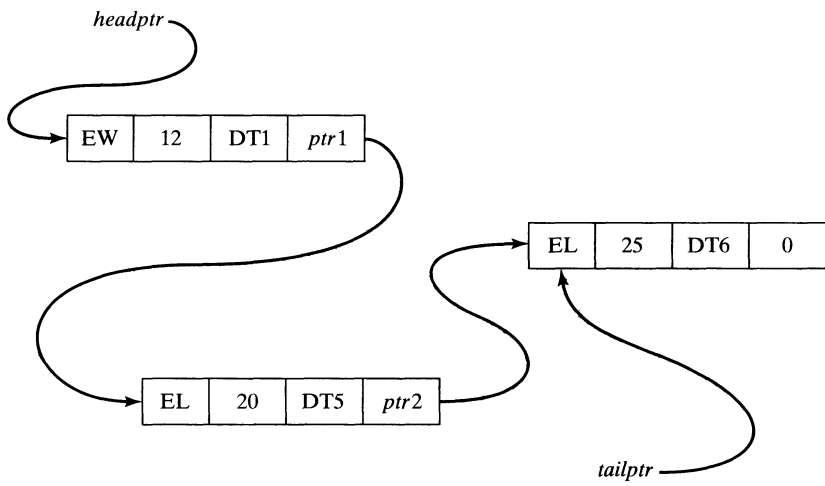 headptr
EW 12 DT1 ptr1
EL 25 DT6 0
EL 20 DT5 ptr2
tailptr